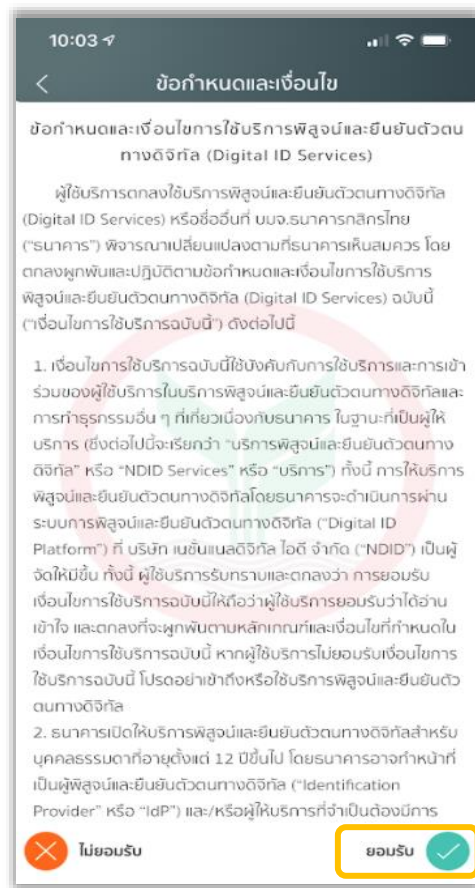 10:03
ข้อกำหนดและเงื่อนไข
ข้อกำหนดและเงื่อนไขการใช้บริการพิสูจน์และยืนยันตัวตน
ทางดิจิทัล (Digital ID Services)
ผู้ใช้บริการตกลงใช้บริการพิสูจน์และยืนยันตัวตนทางดิจิทัล
(Digital ID Services) หรือชื่ออื่นที่ บมจ.ธนาคารกสิกรไทย
("ธนาคาร") พิจารณาเปลี่ยนแปลงตามที่ธนาคารเห็นสมควร โดย
ตกลงผูกพันและปฏิบัติตามข้อกำหนดและเงื่อนไขการใช้บริการ
พิสูจน์และยืนยันตัวตนทางดิจิทัล (Digital ID Services) ฉบับนี้
("เงื่อนไขการใช้บริการฉบับนี้") ดังต่อไปนี้
1. เงื่อนไขการใช้บริการฉบับนี้ใช้บังคับกับการใช้บริการและการเข้า
ร่วมของผู้ใช้บริการในบริการพิสูจน์และยืนยันตัวตนทางดิจิทัลและ
การทำธุรกรรมอื่น ๆ ที่เกี่ยวเนื่องกับธนาคาร ในฐานะที่เป็นผู้ให้
บริการ (ซึ่งต่อไปนี้จะเรียกว่า "บริการพิสูจน์และยืนยันตัวตนทาง
ดิจิทัล" หรือ "NDID Services" หรือ "บริการ") ทั้งนี้ การให้บริการ
พิสูจน์และยืนยันตัวตนทางดิจิทัลโดยธนาคารจะดำเนินการผ่าน
ระบบการพิสูจน์และยืนยันตัวตนทางดิจิทัล ("Digital ID
Platform") ที่ บริษัท เนชั่นแนลดิจิทัล ไอดี จำกัด ("NDID") เป็นผู้
จัดให้มีขึ้น ทั้งนี้ ผู้ใช้บริการรับทราบและตกลงว่า การยอมรับ
เงื่อนไขการใช้บริการฉบับนี้ให้ถือว่าผู้ใช้บริการยอมรับว่าได้อ่าน
เข้าใจ และตกลงที่จะผูกพันตามหลักเกณฑ์และเงื่อนไขที่กำหนดใน
เงื่อนไขการใช้บริการฉบับนี้ หากผู้ใช้บริการไม่ยอมรับเงื่อนไขการ
ใช้บริการฉบับนี้ โปรดอย่าเข้าถึงหรือใช้บริการพิสูจน์และยืนยันตัว
ตนทางดิจิทัล
2. ธนาคารเปิดให้บริการพิสูจน์และยืนยันตัวตนทางดิจิทัลสำหรับ
บุคคลธรรมดาที่อายุตั้งแต่ 12 ปีขึ้นไป โดยธนาคารอาจทำหน้าที่
เป็นผู้พิสูจน์และยืนยันตัวตนทางดิจิทัล ("Identification
Provider" หรือ "IdP") และ/หรือผู้ให้บริการที่จำเป็นต้องมีการ
ไม่ยอมรับ
ยอมรับ